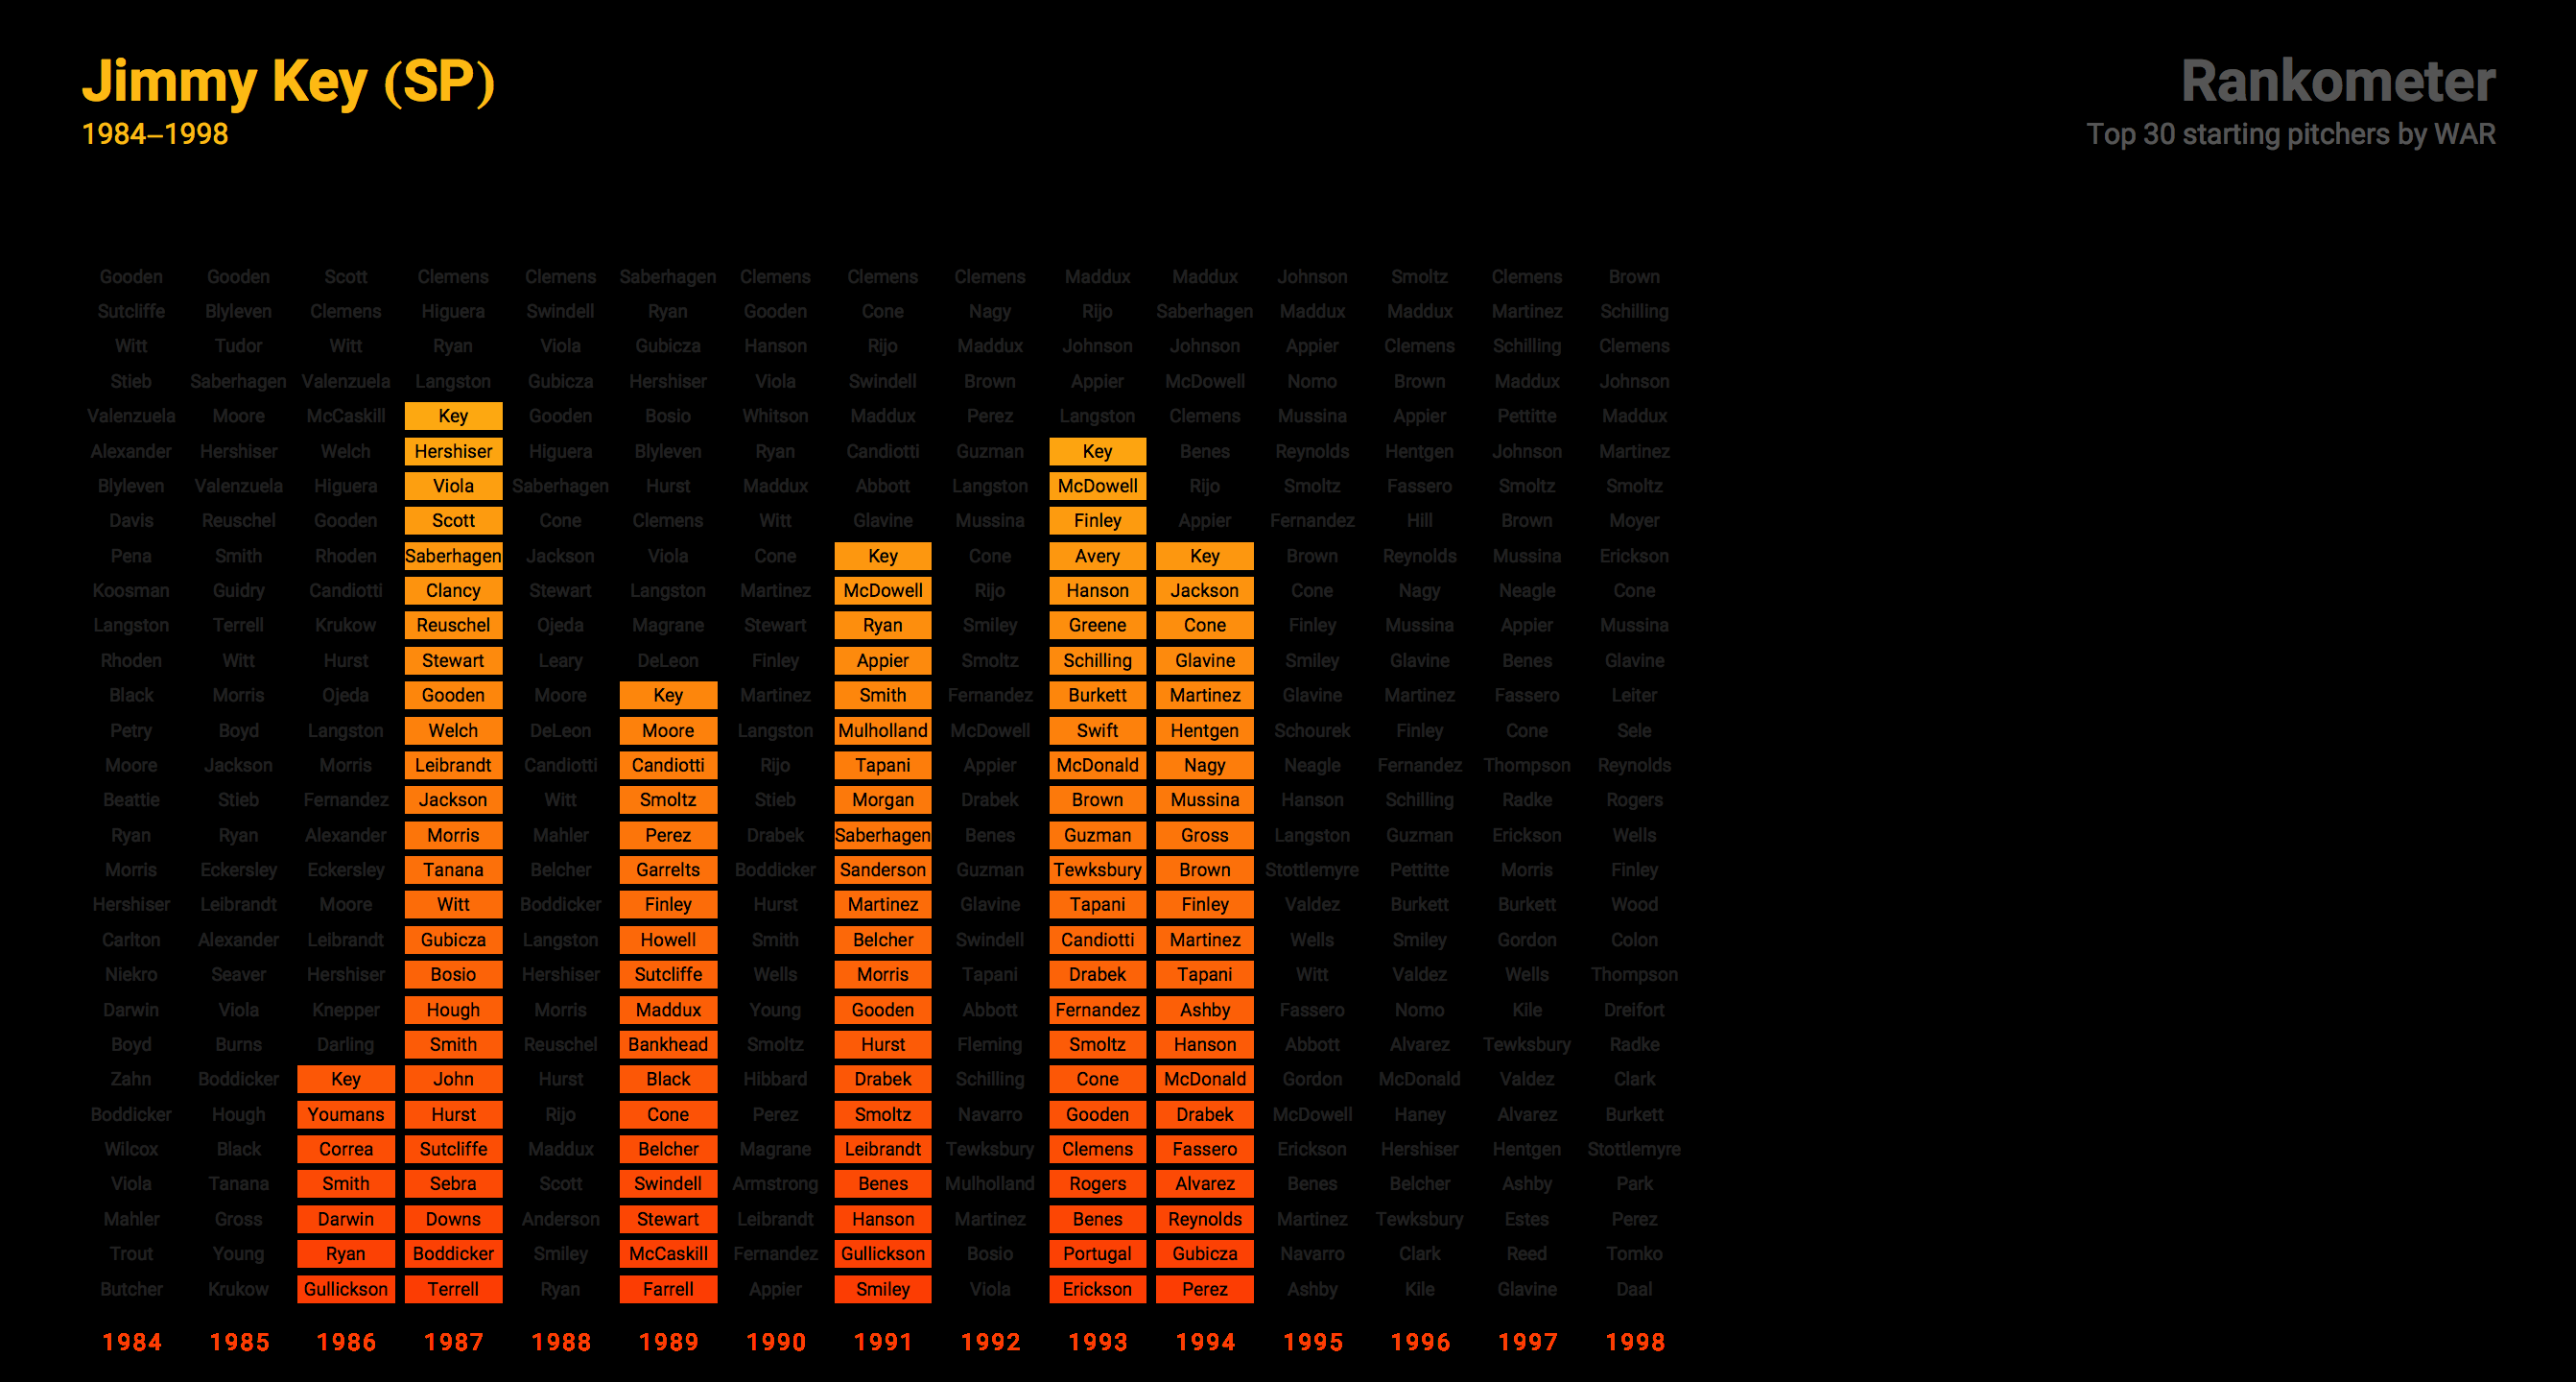 Jimmy Key (SP)
1984–1998
Rankometer
Top 30 starting pitchers by WAR
Gooden Gooden Scott Clemens Clemens Saberhagen Clemens Clemens Clemens Maddux Maddux Johnson Smoltz Clemens Brown
Sutcliffe Blyleven Clemens Higuera Swindell Ryan Gooden Cone Nagy Rijo Saberhagen Maddux Maddux Martinez Schilling
Witt Tudor Witt Ryan Viola Gubicza Hanson Rijo Maddux Johnson Johnson Appier Clemens Schilling Clemens
Stieb Saberhagen Valenzuela Langston Gubicza Hershiser Viola Swindell Brown Appier McDowell Nomo Brown Maddux Johnson
Valenzuela Moore McCaskill Key Gooden Bosio Whitson Maddux Perez Langston Clemens Mussina Appier Pettitte Maddux
Alexander Hershiser Welch Hershiser Higuera Blyleven Ryan Candiotti Guzman Key Benes Reynolds Hentgen Johnson Martinez
Blyleven Valenzuela Higuera Viola Saberhagen Hurst Maddux Abbott Langston McDowell Rijo Smoltz Fassero Smoltz Smoltz
Davis Reuschel Gooden Scott Cone Clemens Witt Glavine Mussina Finley Appier Fernandez Hill Brown Moyer
Pena Smith Rhoden Saberhagen Jackson Viola Cone Key Cone Avery Key Brown Reynolds Mussina Erickson
Koosman Guidry Candiotti Clancy Stewart Langston Martinez McDowell Rijo Hanson Jackson Cone Nagy Neagle Cone
Langston Terrell Krukow Reuschel Ojeda Magrane Stewart Ryan Smiley Greene Cone Finley Mussina Appier Mussina
Rhoden Witt Hurst Stewart Leary DeLeon Finley Appier Smoltz Schilling Glavine Smiley Glavine Benes Glavine
Black Morris Ojeda Gooden Moore Key Martinez Smith Fernandez Burkett Martinez Glavine Martinez Fassero Leiter
Petry Boyd Langston Welch DeLeon Moore Langston Mulholland McDowell Swift Hentgen Schourek Finley Cone Sele
Moore Jackson Morris Leibrandt Candiotti Candiotti Rijo Tapani Appier McDonald Nagy Neagle Fernandez Thompson Reynolds
Beattie Stieb Fernandez Jackson Witt Smoltz Stieb Morgan Drabek Brown Mussina Hanson Schilling Radke Rogers
Ryan Ryan Alexander Morris Mahler Perez Drabek Saberhagen Benes Guzman Gross Langston Guzman Erickson Wells
Morris Eckersley Eckersley Tanana Belcher Garrelts Boddicker Sanderson Guzman Tewksbury Brown Stottlemyre Pettitte Morris Finley
Hershiser Leibrandt Moore Witt Boddicker Finley Hurst Martinez Glavine Tapani Finley Valdez Burkett Burkett Wood
Carlton Alexander Leibrandt Gubicza Langston Howell Smith Belcher Swindell Candiotti Martinez Wells Smiley Gordon Colon
Niekro Seaver Hershiser Bosio Hershiser Sutcliffe Wells Morris Tapani Drabek Tapani Witt Valdez Wells Thompson
Darwin Viola Knepper Hough Morris Maddux Young Gooden Abbott Fernandez Ashby Fassero Nomo Kile Dreifort
Boyd Burns Darling Smith Reuschel Bankhead Smoltz Hurst Fleming Smoltz Hanson Abbott Alvarez Tewksbury Radke
Zahn Boddicker Key John Hurst Black Hibbard Drabek Schilling Cone McDonald Gordon McDonald Valdez Clark
Boddicker Hough Youmans Hurst Rijo Cone Perez Smoltz Navarro Gooden Drabek McDowell Haney Alvarez Burkett
Wilcox Black Correa Sutcliffe Maddux Belcher Magrane Leibrandt Tewksbury Clemens Fassero Erickson Hershiser Hentgen Stottlemyre
Viola Tanana Smith Sebra Scott Swindell Armstrong Benes Mulholland Rogers Alvarez Benes Belcher Ashby Park
Mahler Gross Darwin Downs Anderson Stewart Leibrandt Hanson Martinez Benes Reynolds Martinez Tewksbury Estes Perez
Trout Young Ryan Boddicker Smiley McCaskill Fernandez Gullickson Bosio Portugal Gubicza Navarro Clark Reed Tomko
Butcher Krukow Gullickson Terrell Ryan Farrell Appier Smiley Viola Erickson Perez Ashby Kile Glavine Daal
1984 1985 1986 1987 1988 1989 1990 1991 1992 1993 1994 1995 1996 1997 1998